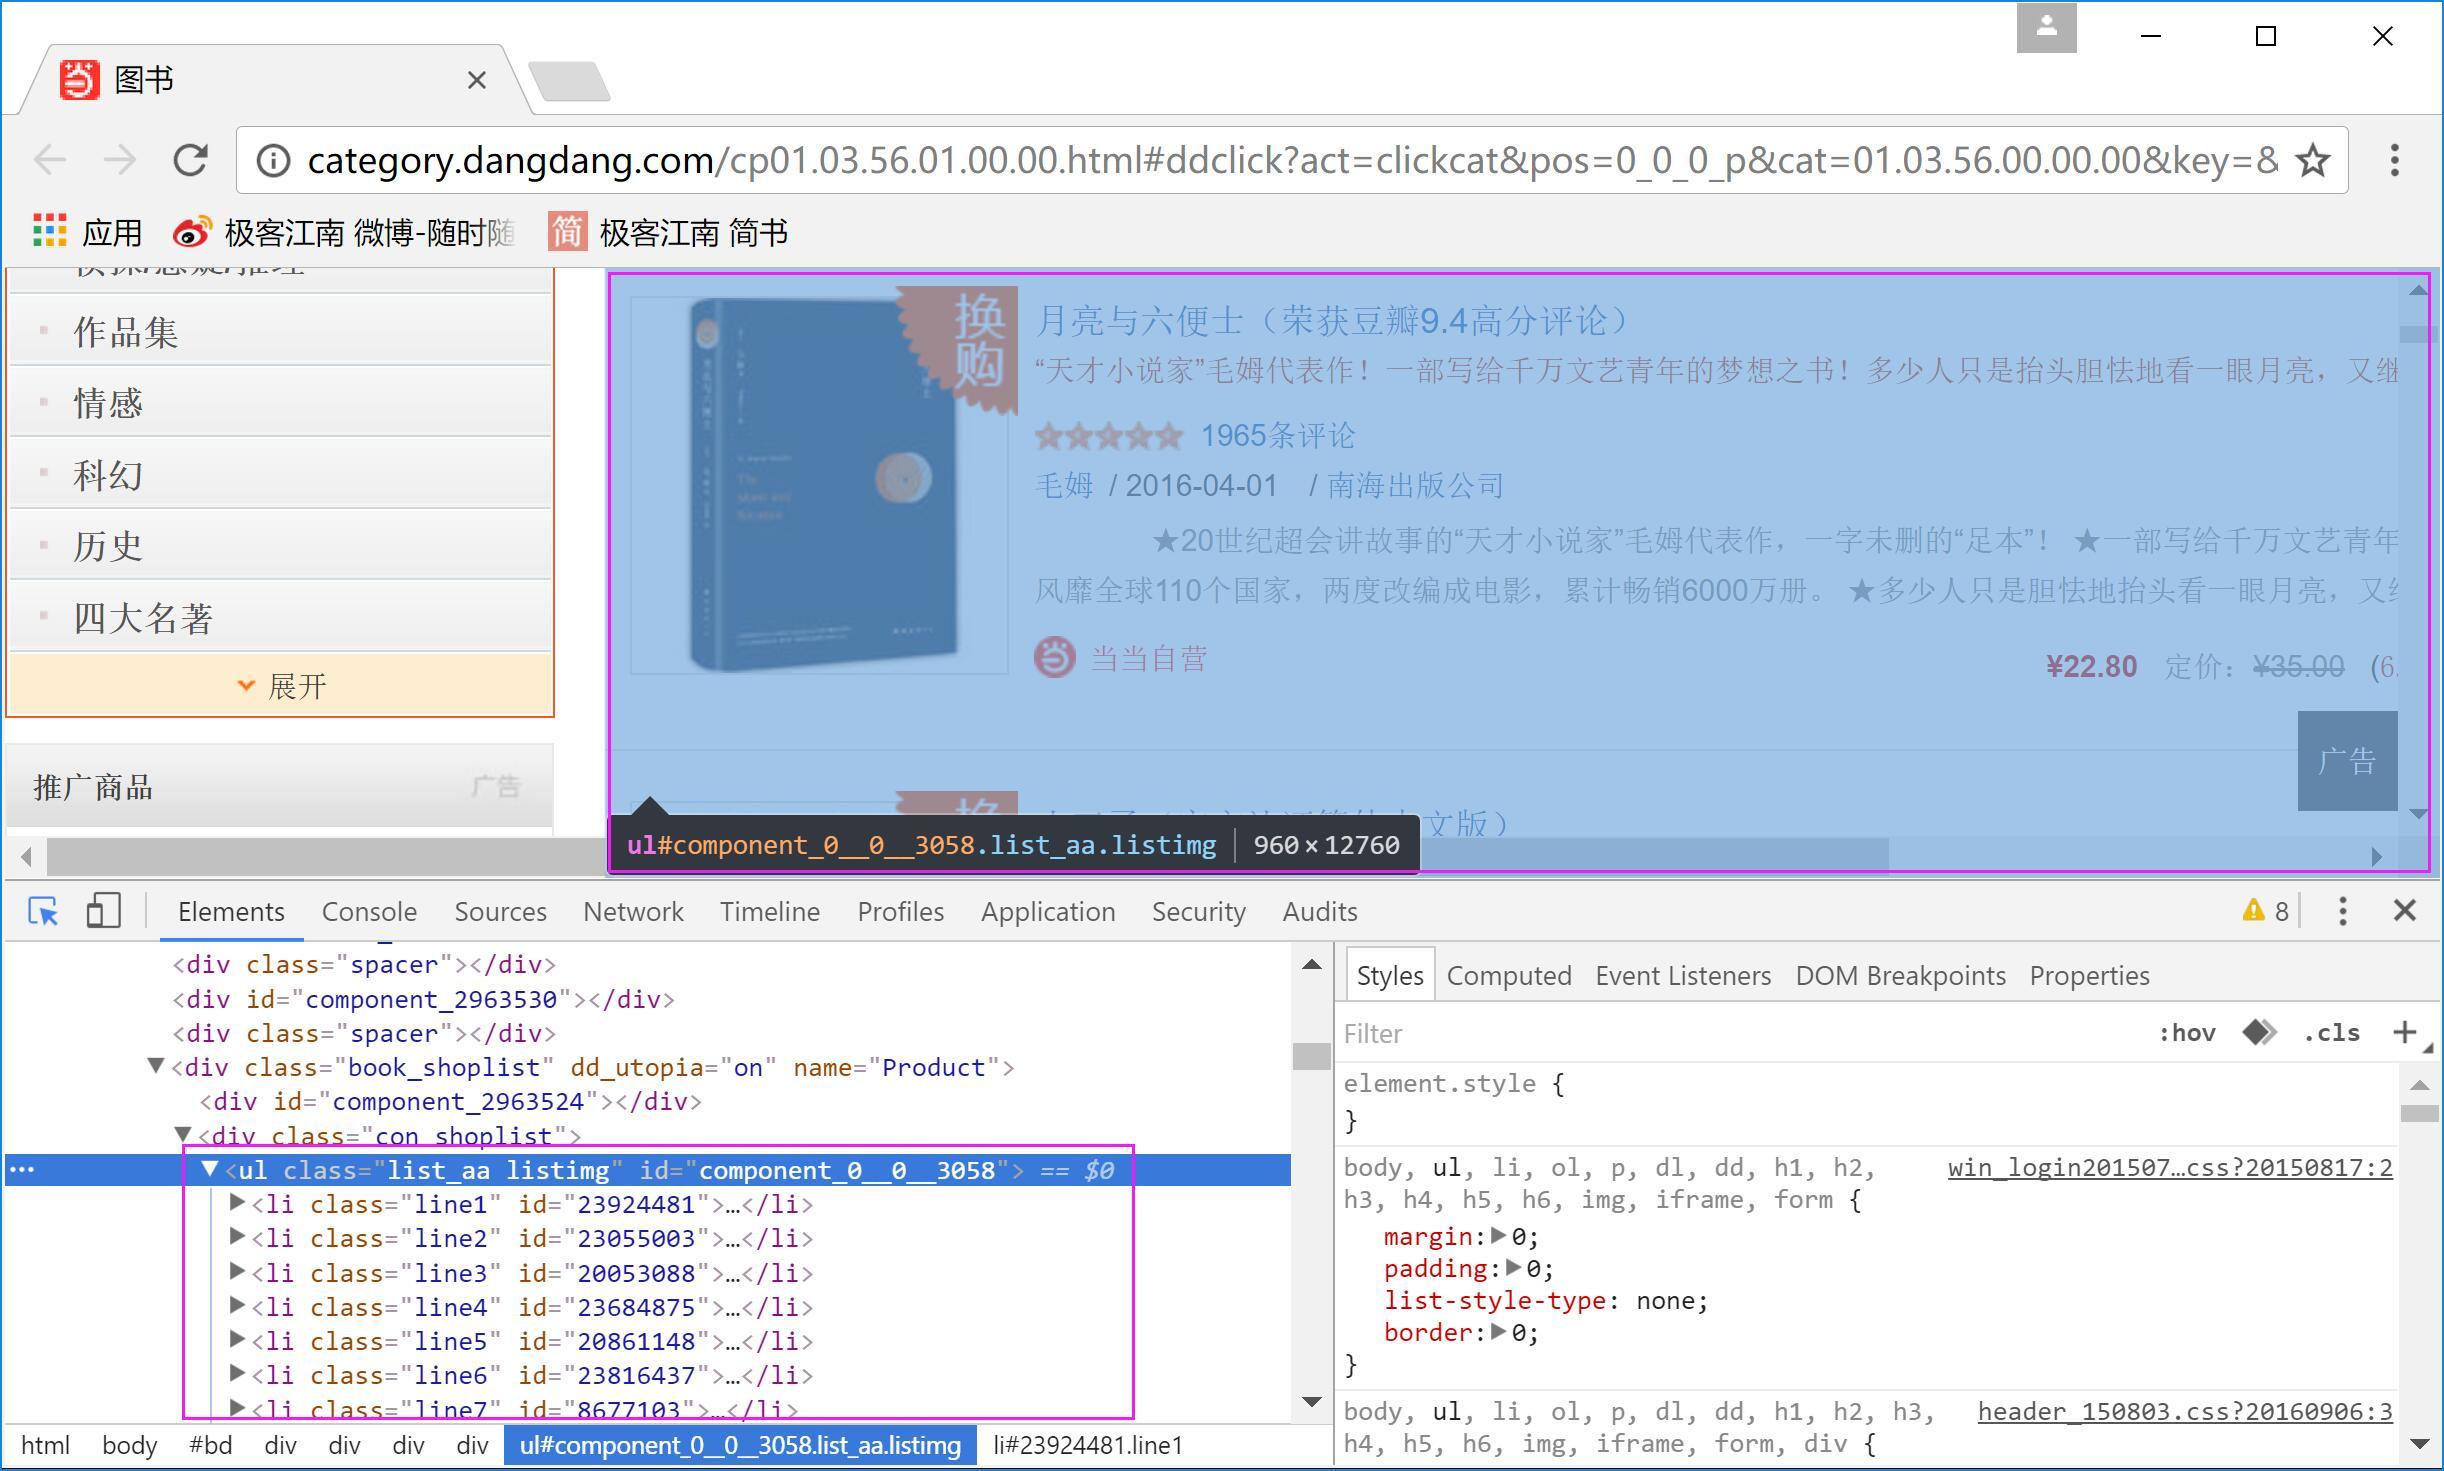 图书
category.dangdang.com/cp01.03.56.01.00.00.html#ddclick?act=clickcat&pos=0_0_0_p&cat=01.03.56.00.00.00&key=&
应用
极客江南 微博-随时随
简
极客江南 简书
作品集
情感
科幻
历史
四大名著
展开
推广商品
广告
换购
月亮与六便士（荣获豆瓣9.4高分评论）
“天才小说家”毛姆代表作！一部写给千万文艺青年的梦想之书！多少人只是抬头胆怯地看一眼月亮，又继
1965条评论
毛姆 / 2016-04-01 / 南海出版公司
★20世纪超会讲故事的“天才小说家”毛姆代表作，一字未删的“足本”！ ★一部写给千万文艺青年
风靡全球110个国家，两度改编成电影，累计畅销6000万册。 ★多少人只是胆怯地抬头看一眼月亮，又继
当当自营
¥22.80 定价：¥35.00 (6.
广告
文版）
ul#component_0__0__3058.list_aa.listimg 960×12760
Elements Console Sources Network Timeline Profiles Application Security Audits 8
<div class="spacer"></div>
<div id="component_2963530"></div>
<div class="spacer"></div>
<div class="book_shoplist" dd_utopia="on" name="Product">
<div id="component_2963524"></div>
<div class="con_shoplist">
<ul class="list_aa listimg" id="component_0__0__3058"> == $0
<li class="line1" id="23924481">…</li>
<li class="line2" id="23055003">…</li>
<li class="line3" id="20053088">…</li>
<li class="line4" id="23684875">…</li>
<li class="line5" id="20861148">…</li>
<li class="line6" id="23816437">…</li>
<li class="line7" id="8677103">…</li>
html body #bd div div div div ul#component_0__0__3058.list_aa.listimg li#23924481.line1
Styles Computed Event Listeners DOM Breakpoints Properties
Filter :hov .cls +
element.style {
}
body, ul, li, ol, p, dl, dd, h1, h2, win_login201507…css?20150817:2
h3, h4, h5, h6, img, iframe, form {
margin: 0;
padding: 0;
list-style-type: none;
border: 0;
}
body, ul, li, ol, p, dl, dd, h1, h2, h3, header_150803.css?20160906:3
h4, h5, h6, img, iframe, form, div {